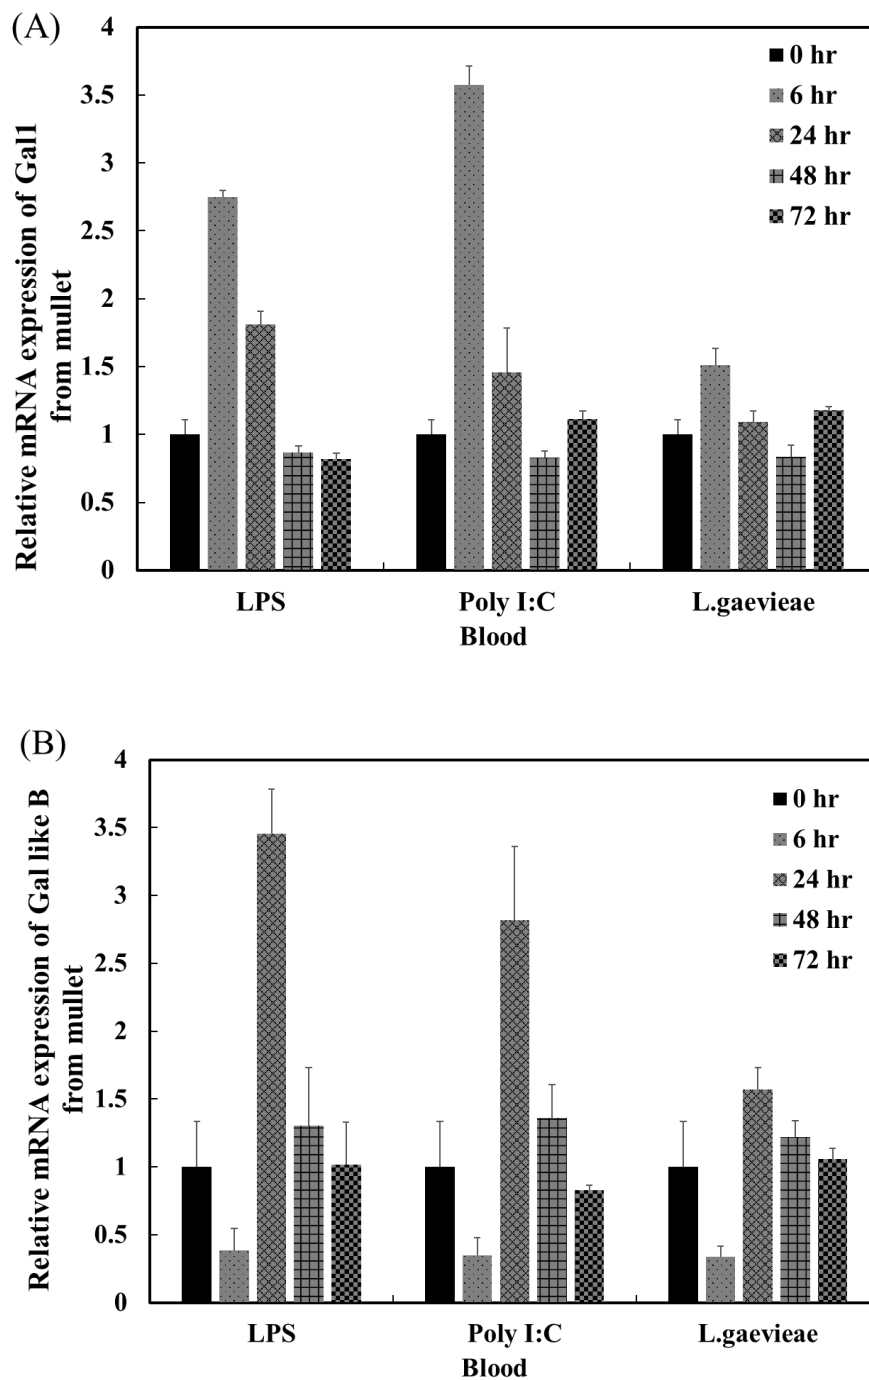 (A)
Relative mRNA expression of Gal1
from mullet
4
3.5
3
2.5
2
1.5
1
0.5
0
0 hr
6 hr
24 hr
48 hr
72 hr
LPS Poly I:C L.gaevieae
Blood
(B)
Relative mRNA expression of Gal like B
from mullet
4
3.5
3
2.5
2
1.5
1
0.5
0
0 hr
6 hr
24 hr
48 hr
72 hr
LPS Poly I:C L.gaevieae
Blood